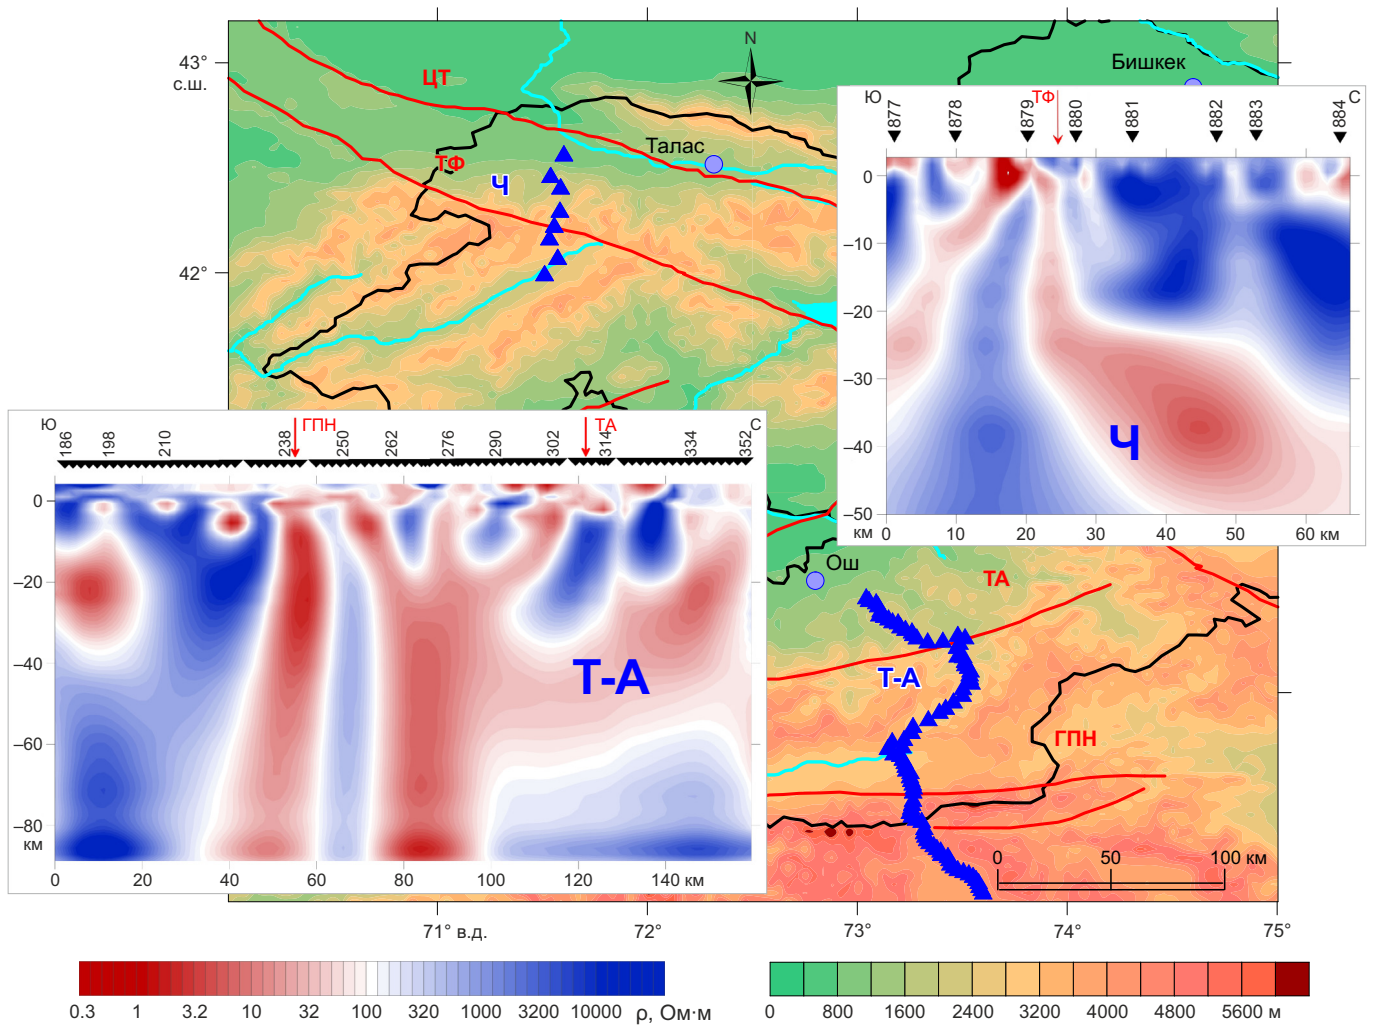 43°
с.ш.
42°
ЦТ
ТФ
Ч
Талас
N
Бишкек
Ю
877
878
879
ТФ
880
881
882
883
884
С
0
–10
–20
–30
–40
–50
км
0
10
20
30
40
50
60 км
Ч
Ю
186
198
210
238
ГПН
250
262
276
290
302
ТА
314
334
352
С
0
–20
–40
–60
–80
км
0
20
40
60
80
100
120
140 км
Т-А
Ош
ТА
Т-А
ГПН
0
50
100 км
71° в.д.
72°
73°
74°
75°
0.3
1
3.2
10
32
100
320
1000
3200
10000
ρ, Ом·м
0
800
1600
2400
3200
4000
4800
5600 м